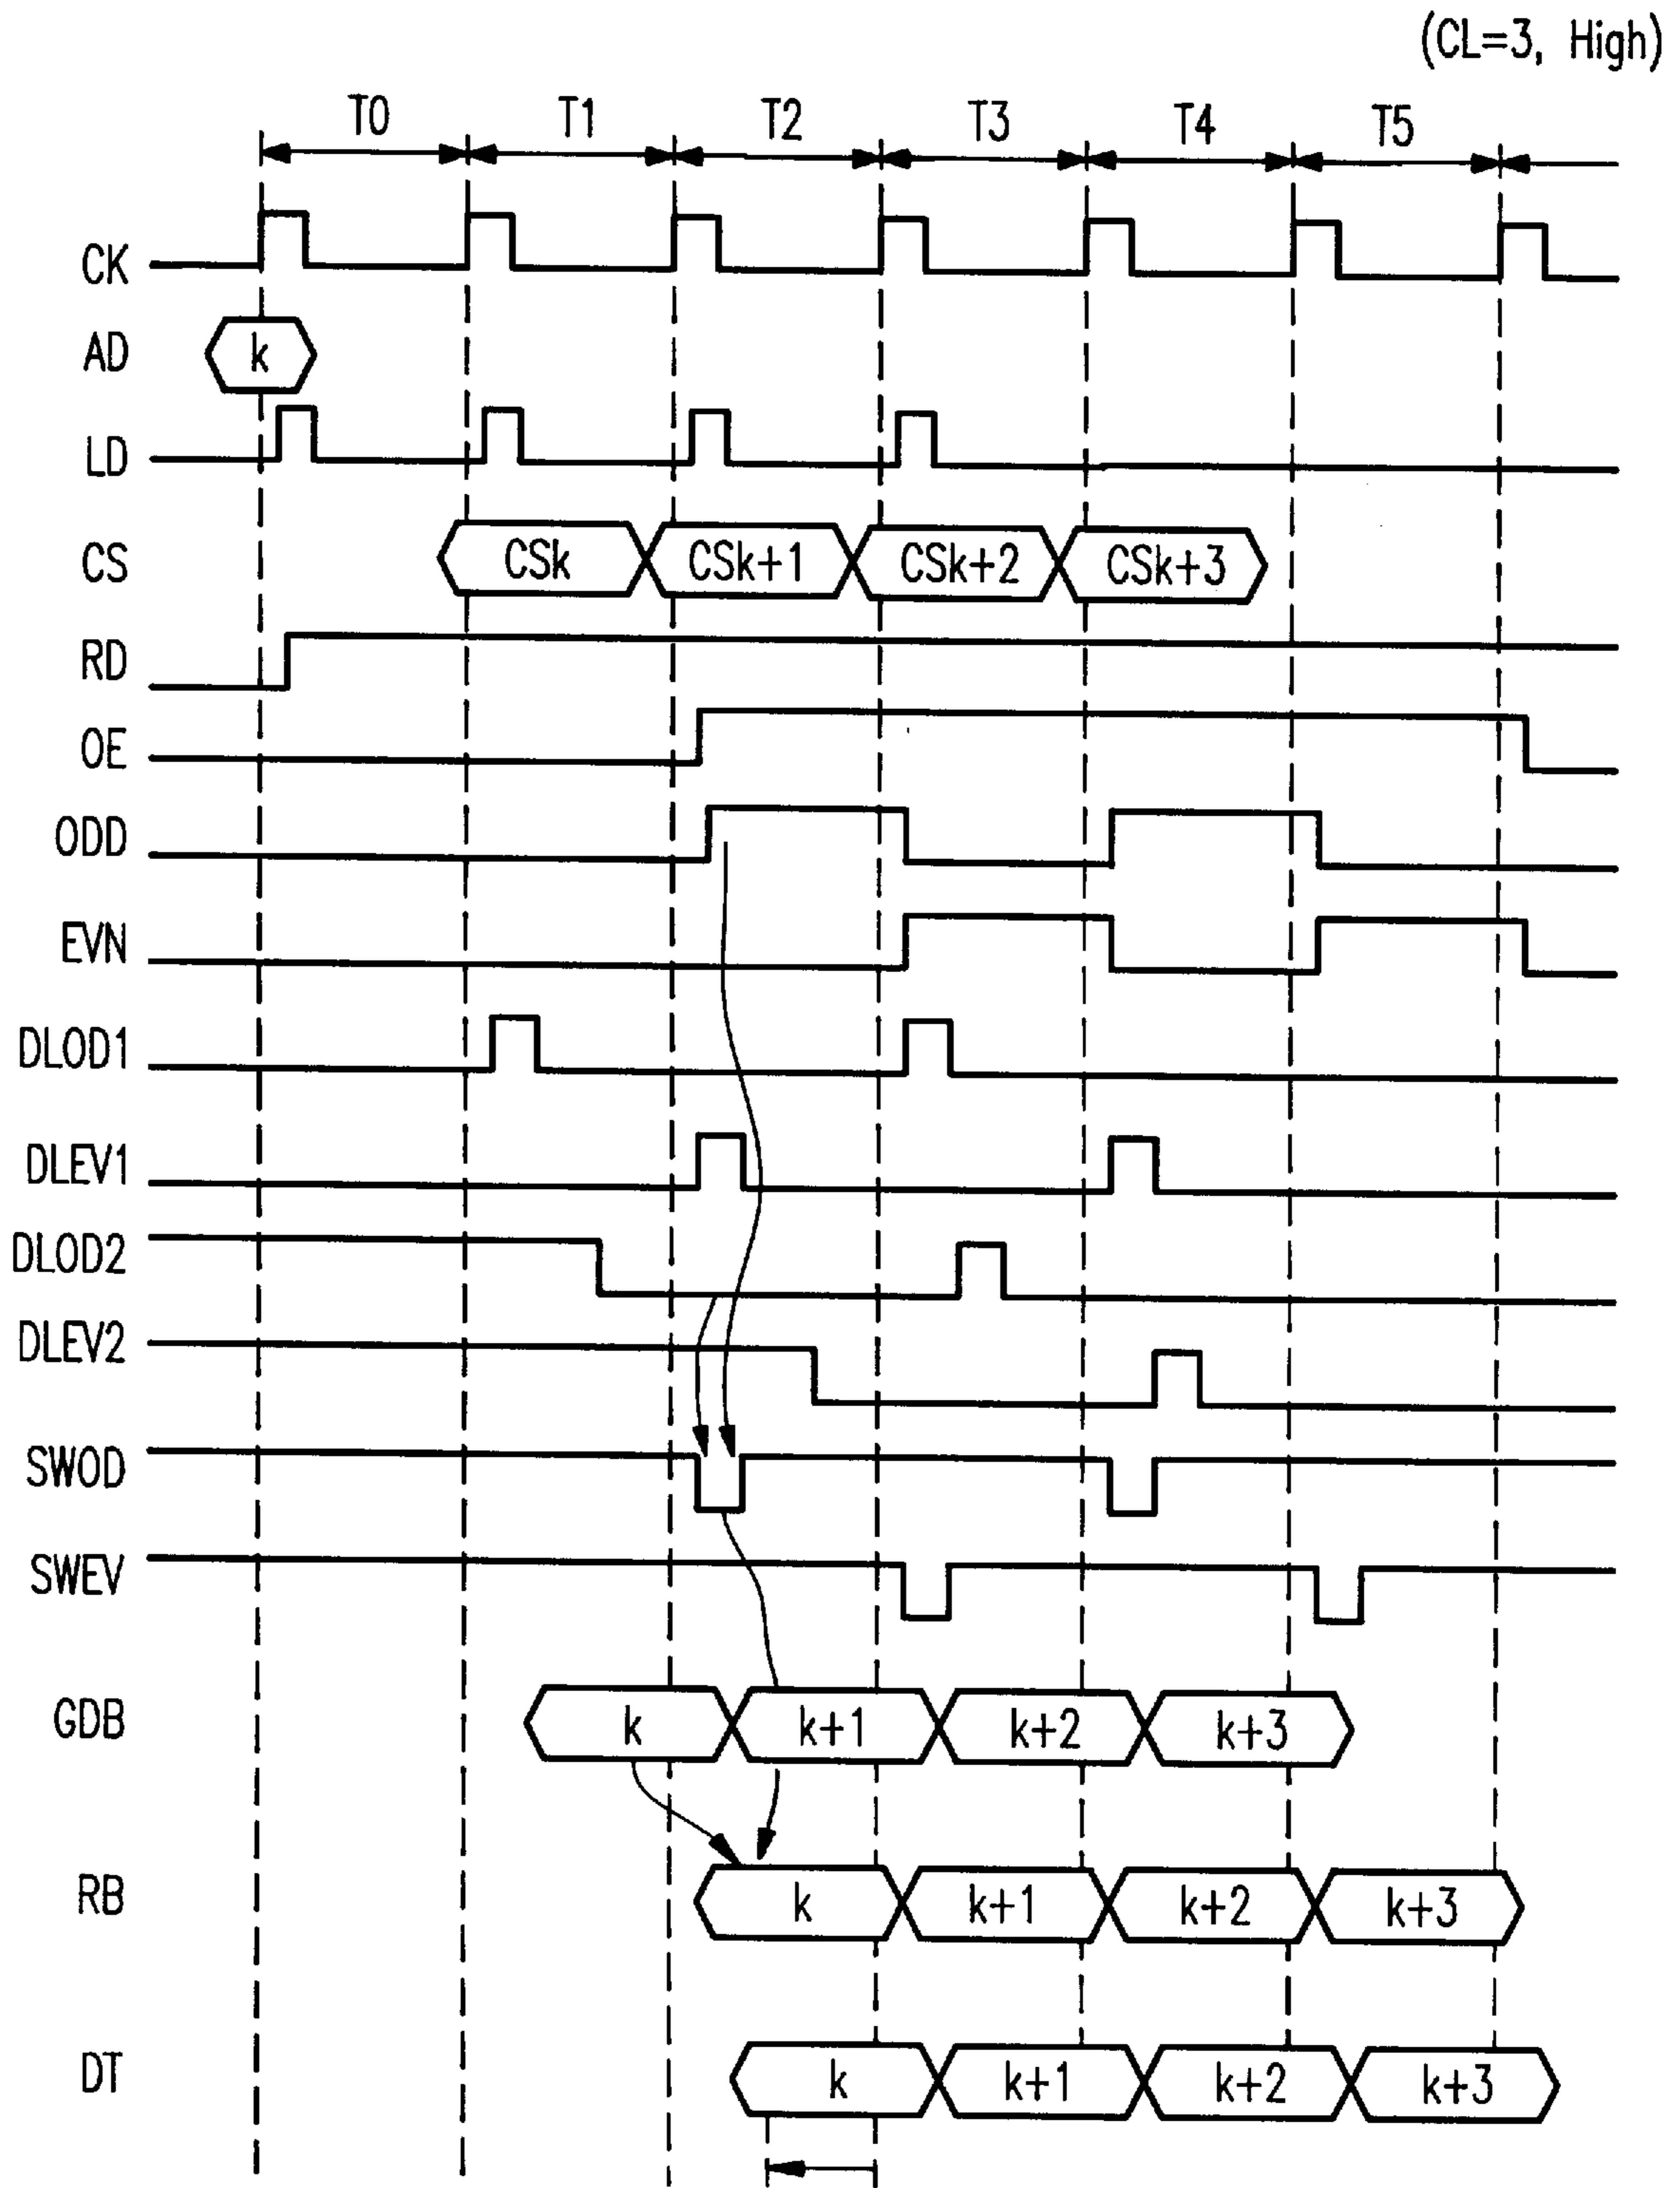 (CL=3, High)
T0 T1 T2 T3 T4 T5
CK
AD k
LD
CS CSk CSk+1 CSk+2 CSk+3
RD
OE
ODD
EVN
DLOD1
DLEV1
DLOD2
DLEV2
SWOD
SWEV
GDB k k+1 k+2 k+3
RB k k+1 k+2 k+3
DT k k+1 k+2 k+3